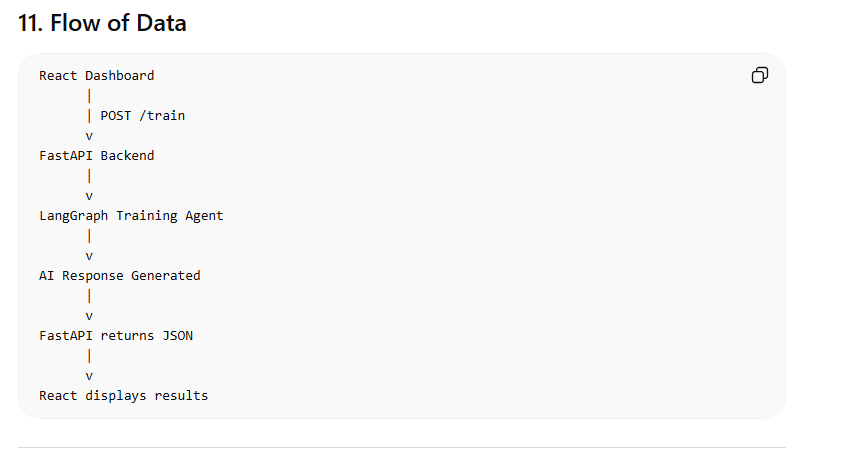 11. Flow of Data
React Dashboard
|
| POST /train
v
FastAPI Backend
|
v
LangGraph Training Agent
|
v
AI Response Generated
|
v
FastAPI returns JSON
|
v
React displays results